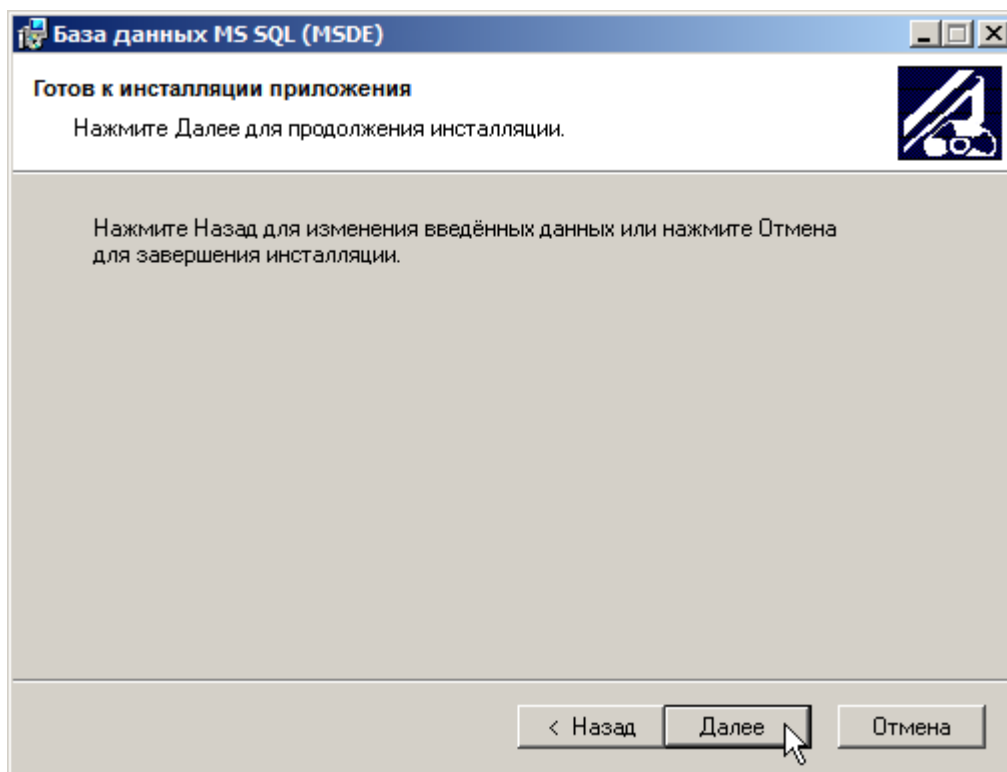 База данных MS SQL (MSDE)
Готов к инсталляции приложения
Нажмите Далее для продолжения инсталляции.
Нажмите Назад для изменения введённых данных или нажмите Отмена
для завершения инсталляции.
< Назад
Далее
Отмена